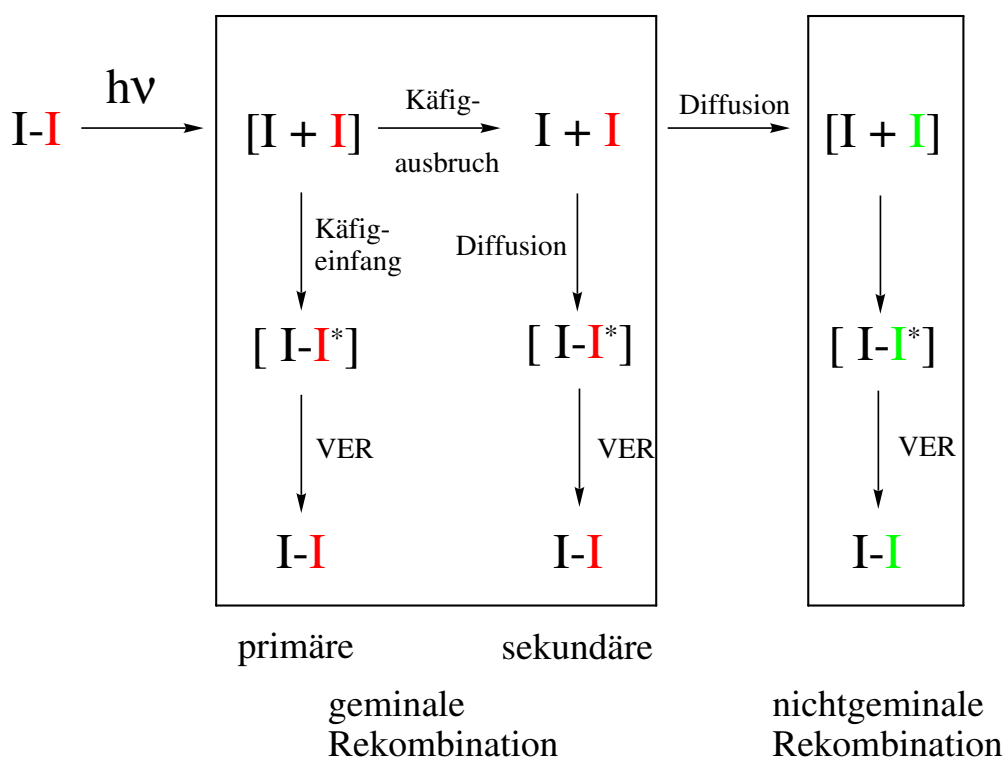 hν
I-I
[I + I]
Käfig-
ausbruch
I + I
Diffusion
[I + I]
Käfig-
einfang
Diffusion
[ I-I*]
[ I-I*]
[ I-I*]
VER
VER
VER
I-I
I-I
I-I
primäre
sekundäre
geminale
Rekombination
nichtgeminale
Rekombination